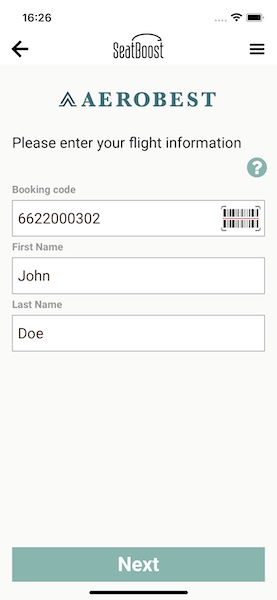 16:26
SeatBoost
AEROBEST
Please enter your flight information
?
Booking code
6622000302
First Name
John
Last Name
Doe
Next